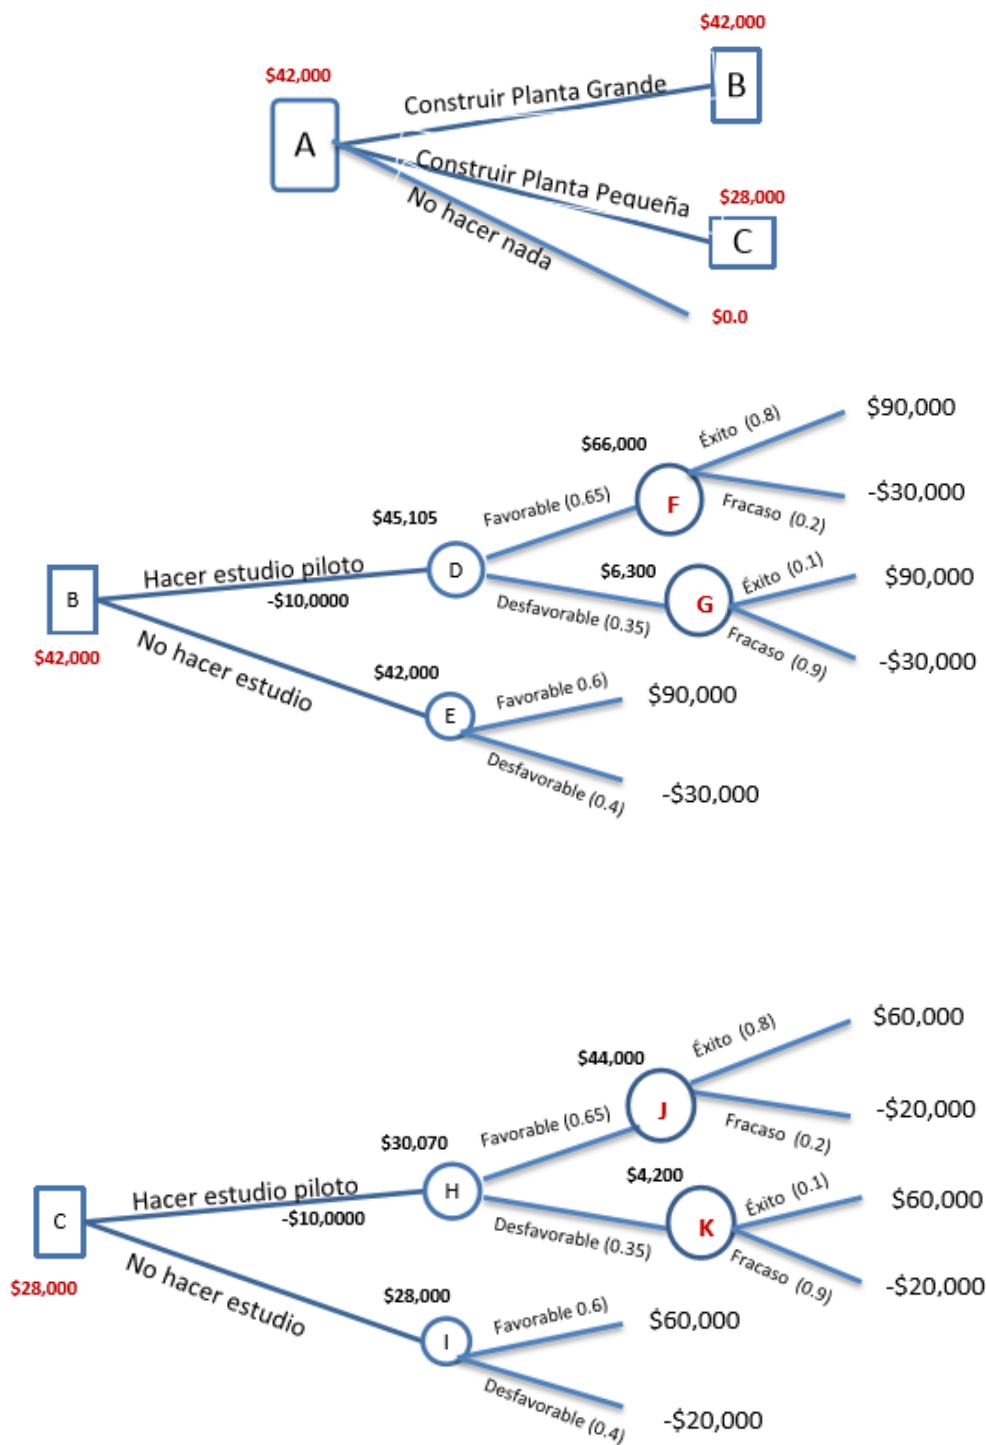 $42,000
$42,000
A
Construir Planta Grande
B
Construir Planta Pequeña
$28,000
C
No hacer nada
$0.0
$90,000
Éxito (0.8)
$66,000
F
-$30,000
Fracaso (0.2)
Favorable (0.65)
$45,105
Hacer estudio piloto
D
-$10,0000
$6,300
Éxito (0.1)
$90,000
G
B
Desfavorable (0.35)
Fracaso (0.9)
-$30,000
$42,000
No hacer estudio
$42,000
Favorable 0.6)
$90,000
E
Desfavorable (0.4)
-$30,000
$60,000
Éxito (0.8)
$44,000
J
-$20,000
Fracaso (0.2)
Favorable (0.65)
$30,070
Hacer estudio piloto
H
-$10,0000
$4,200
Éxito (0.1)
$60,000
K
C
Desfavorable (0.35)
Fracaso (0.9)
-$20,000
$28,000
No hacer estudio
$28,000
Favorable 0.6)
$60,000
I
Desfavorable (0.4)
-$20,000